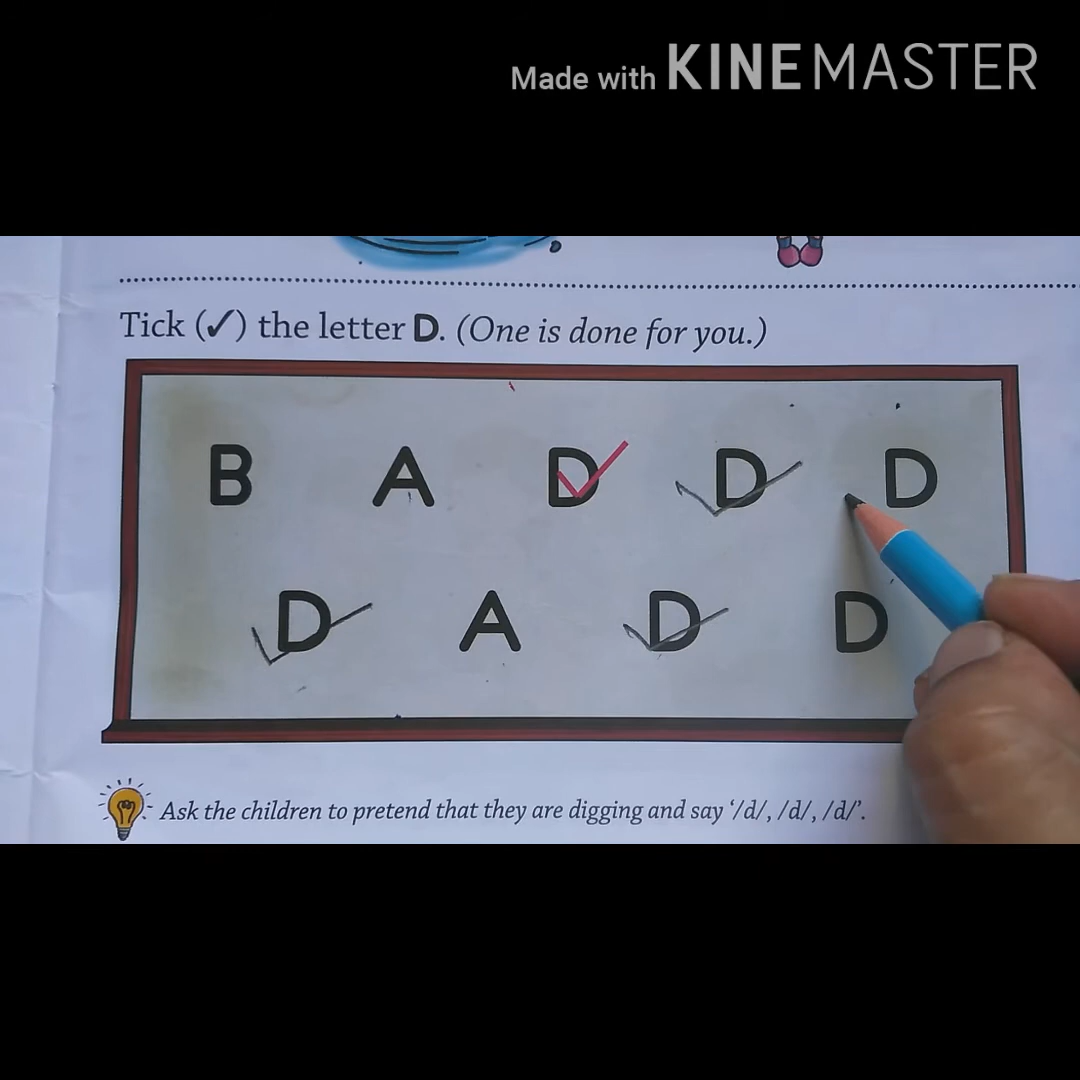 Made with KINEMASTER
Tick (✓) the letter D. (One is done for you.)
B A D D D
D A D D
Ask the children to pretend that they are digging and say ‘/d/, /d/, /d/’.